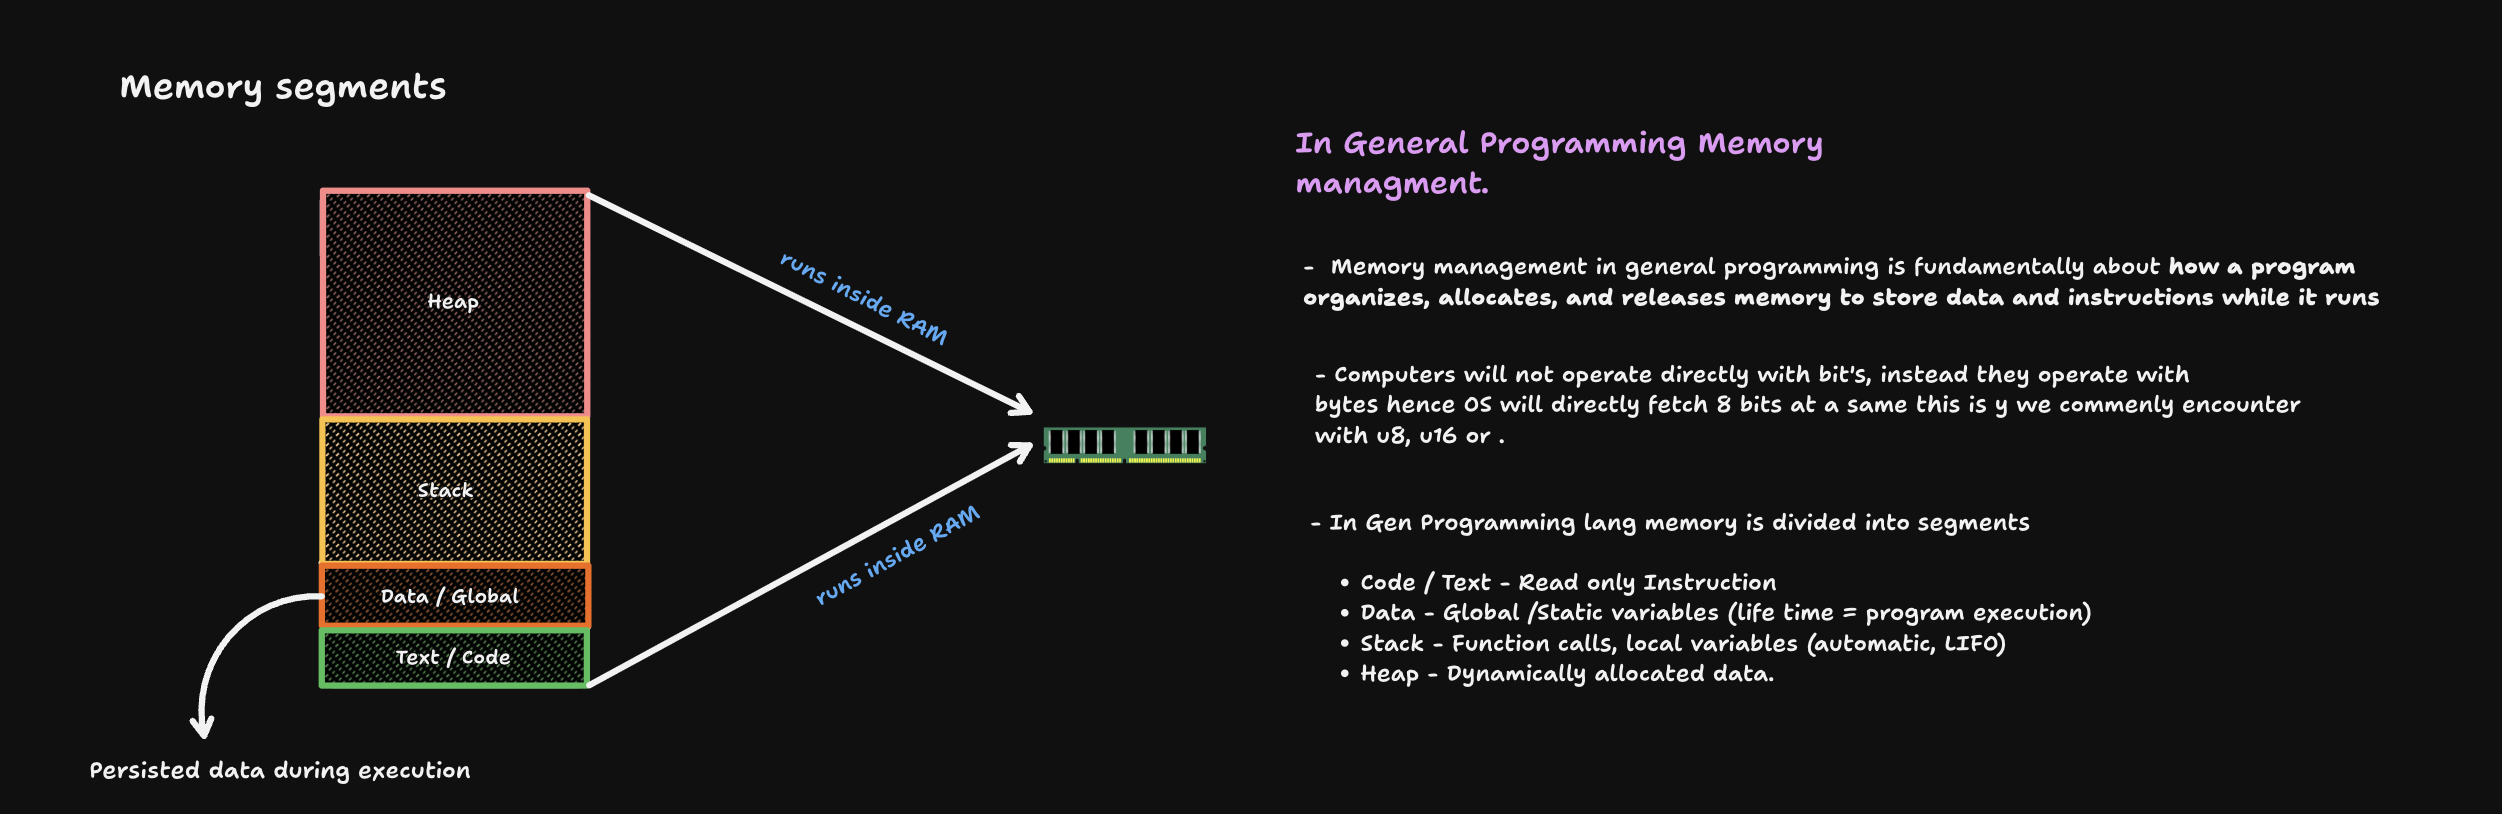 Memory segments
Heap
Stack
Data / Global
Text / Code
Persisted data during execution
runs inside RAM
runs inside RAM
In General Programming Memory
managment.
- Memory management in general programming is fundamentally about how a program
organizes, allocates, and releases memory to store data and instructions while it runs
- Computers will not operate directly with bit's, instead they operate with
bytes hence OS will directly fetch 8 bits at a same this is y we commenly encounter
with u8, u16 or .
- In Gen Programming lang memory is divided into segments
• Code / Text - Read only Instruction
• Data - Global /Static variables (life time = program execution)
• Stack - Function calls, local variables (automatic, LIFO)
• Heap - Dynamically allocated data.